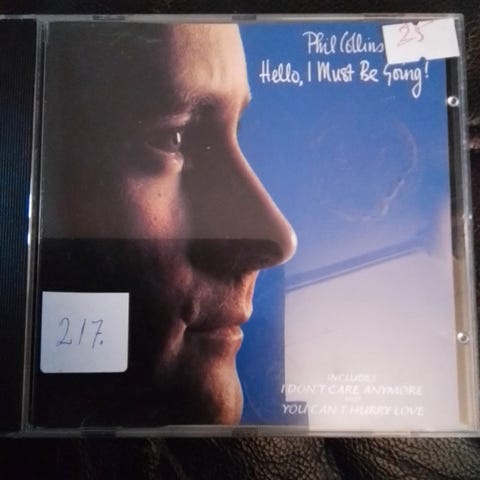 Phil Collins
25
Hello, I Must Be Going!
217.
INCLUDES
I DON'T CARE ANYMORE
AND
YOU CAN'T HURRY LOVE